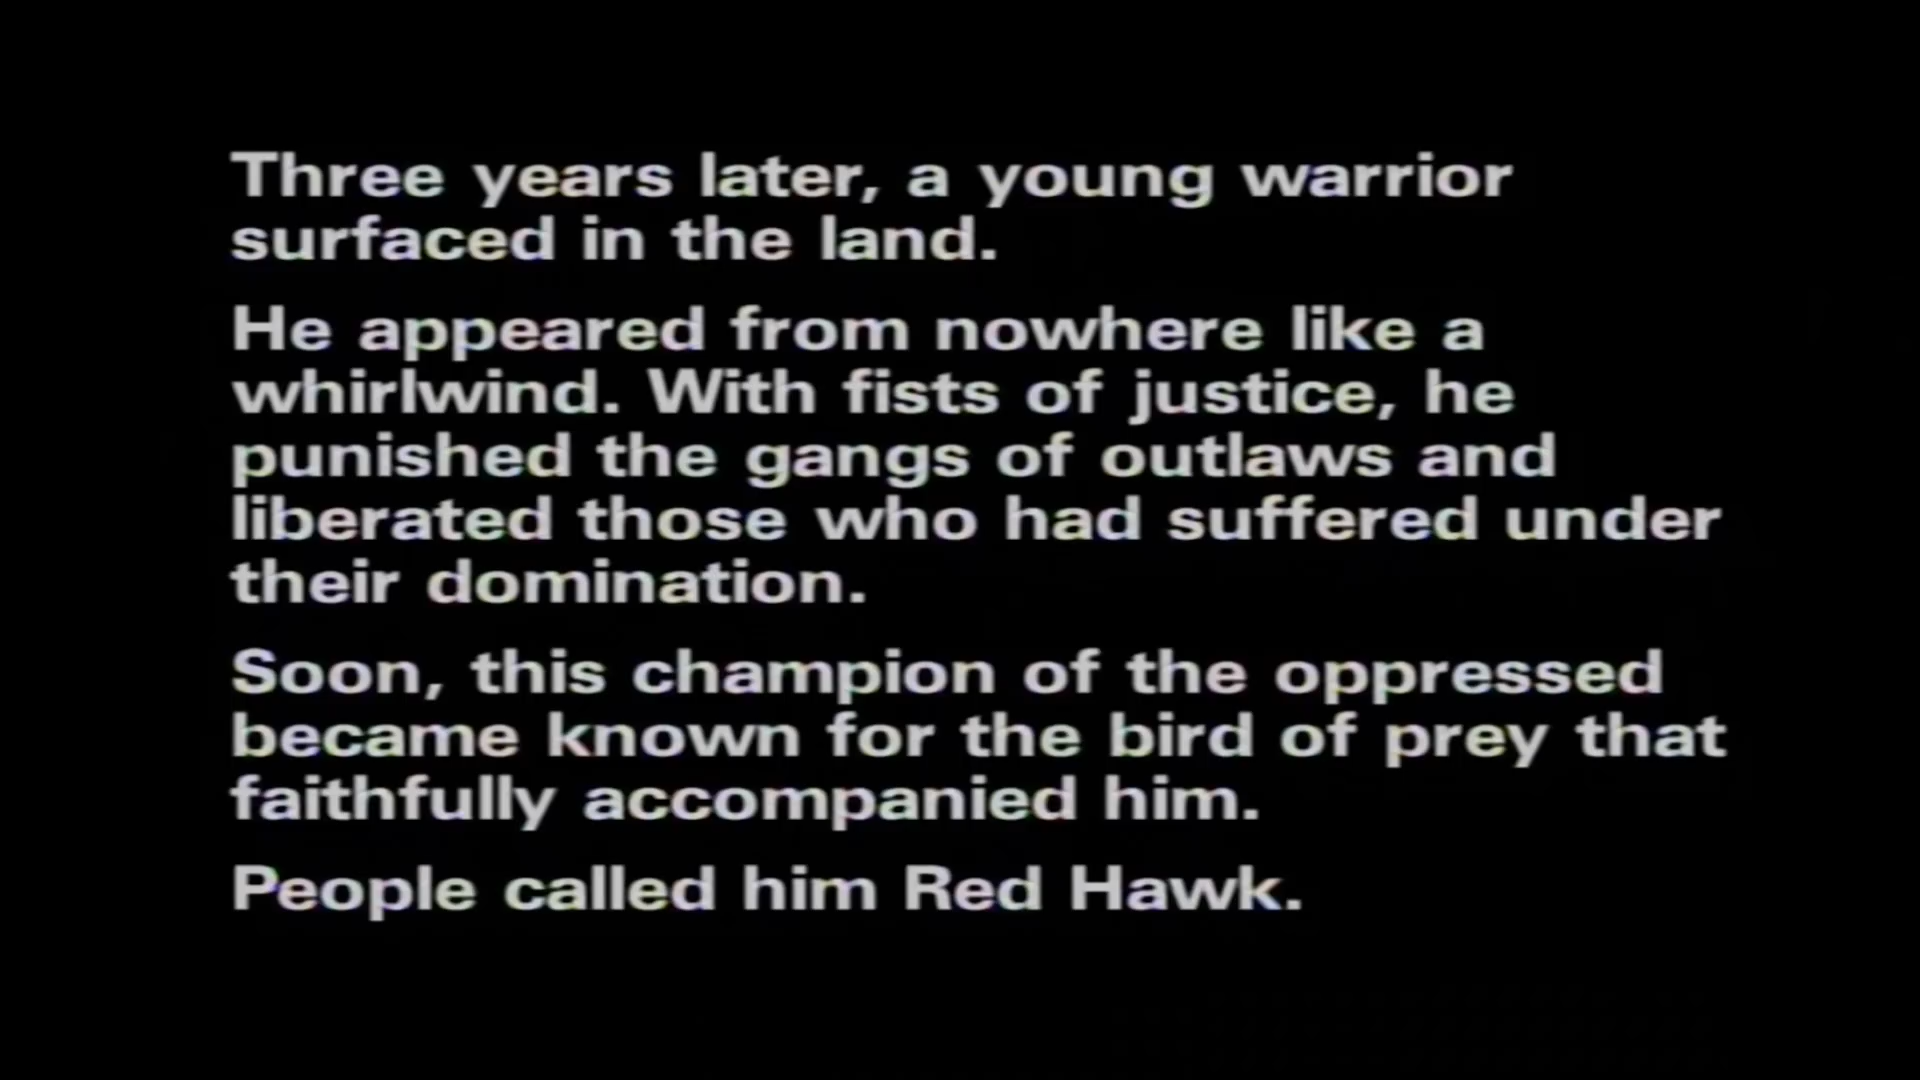 Three years later, a young warrior
surfaced in the land.
He appeared from nowhere like a
whirlwind. With fists of justice, he
punished the gangs of outlaws and
liberated those who had suffered under
their domination.
Soon, this champion of the oppressed
became known for the bird of prey that
faithfully accompanied him.
People called him Red Hawk.